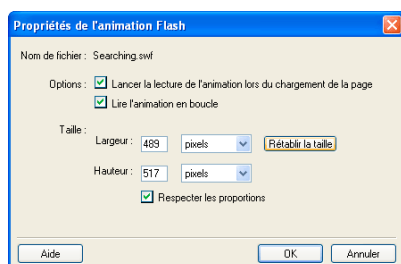 Propriétés de l'animation Flash
Nom de fichier : Searching.swf
Options : Lancer la lecture de l'animation lors du chargement de la page
Lire l'animation en boucle
Taille :
Largeur : 489 pixels Rétablir la taille
Hauteur : 517 pixels
Respecter les proportions
Aide OK Annuler